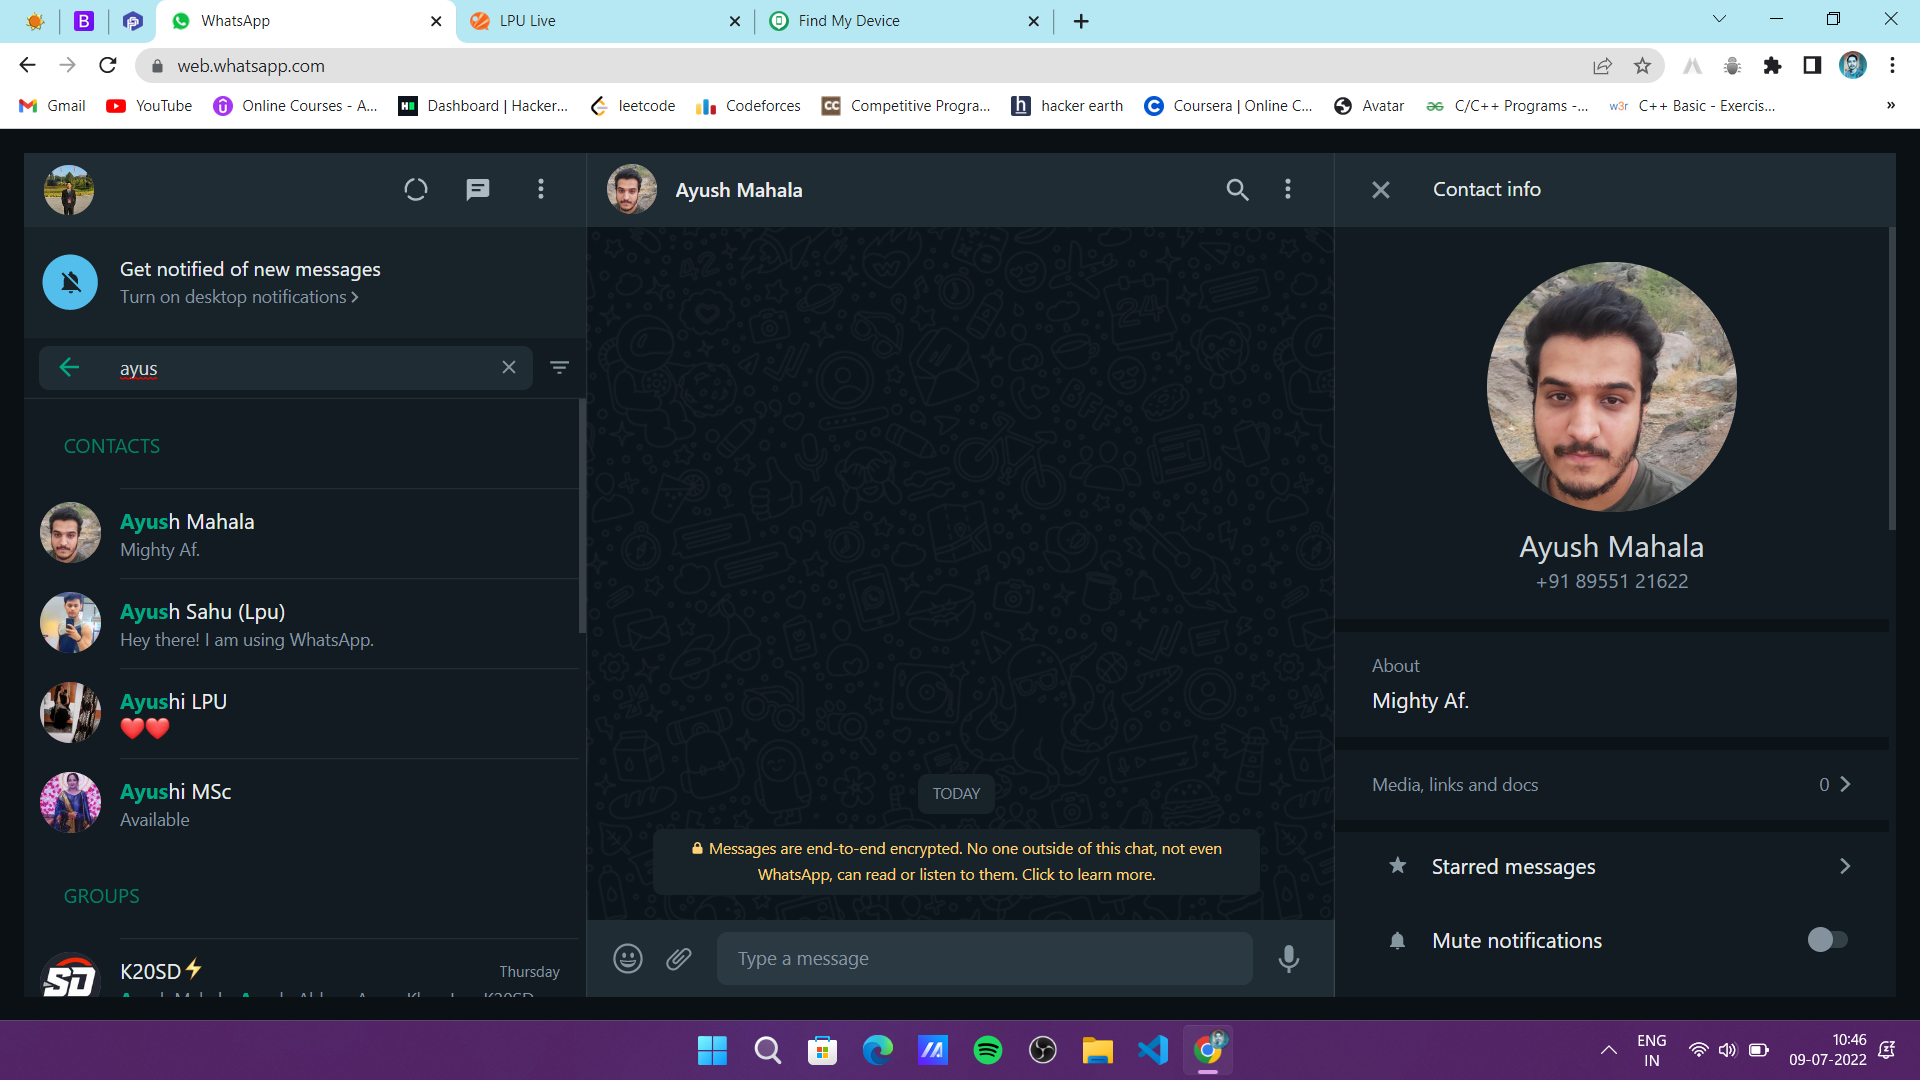 WhatsApp
LPU Live
Find My Device
web.whatsapp.com
Gmail
YouTube
Online Courses - A...
Dashboard | Hacker...
leetcode
Codeforces
Competitive Progra...
hacker earth
Coursera | Online C...
Avatar
C/C++ Programs -...
C++ Basic - Exercis...
»
Get notified of new messages
Turn on desktop notifications
ayus
CONTACTS
Ayush Mahala
Mighty Af.
Ayush Sahu (Lpu)
Hey there! I am using WhatsApp.
Ayushi LPU
❤️❤️
Ayushi MSc
Available
GROUPS
K20SD⚡
Thursday
Ayush Mahala
TODAY
Messages are end-to-end encrypted. No one outside of this chat, not even
WhatsApp, can read or listen to them. Click to learn more.
Type a message
Contact info
Ayush Mahala
+91 89551 21622
About
Mighty Af.
Media, links and docs
0
Starred messages
Mute notifications
ENG
IN
10:46
09-07-2022